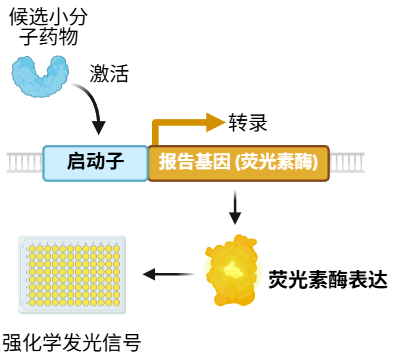 候选小分
子药物
激活
转录
启动子
报告基因 (荧光素酶)
荧光素酶表达
强化学发光信号